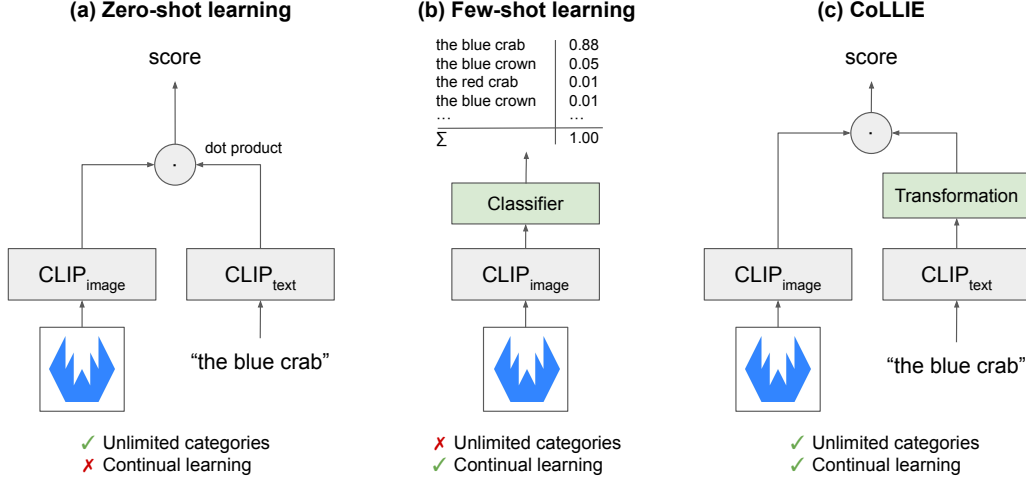 (a) Zero-shot learning
score
dot product
CLIPimage
CLIPtext
“the blue crab”
✓ Unlimited categories
✗ Continual learning
(b) Few-shot learning
the blue crab 0.88
the blue crown 0.05
the red crab 0.01
the blue crown 0.01
... ...
Σ 1.00
Classifier
CLIPimage
✗ Unlimited categories
✓ Continual learning
(c) CoLLIE
score
Transformation
CLIPimage
CLIPtext
“the blue crab”
✓ Unlimited categories
✓ Continual learning